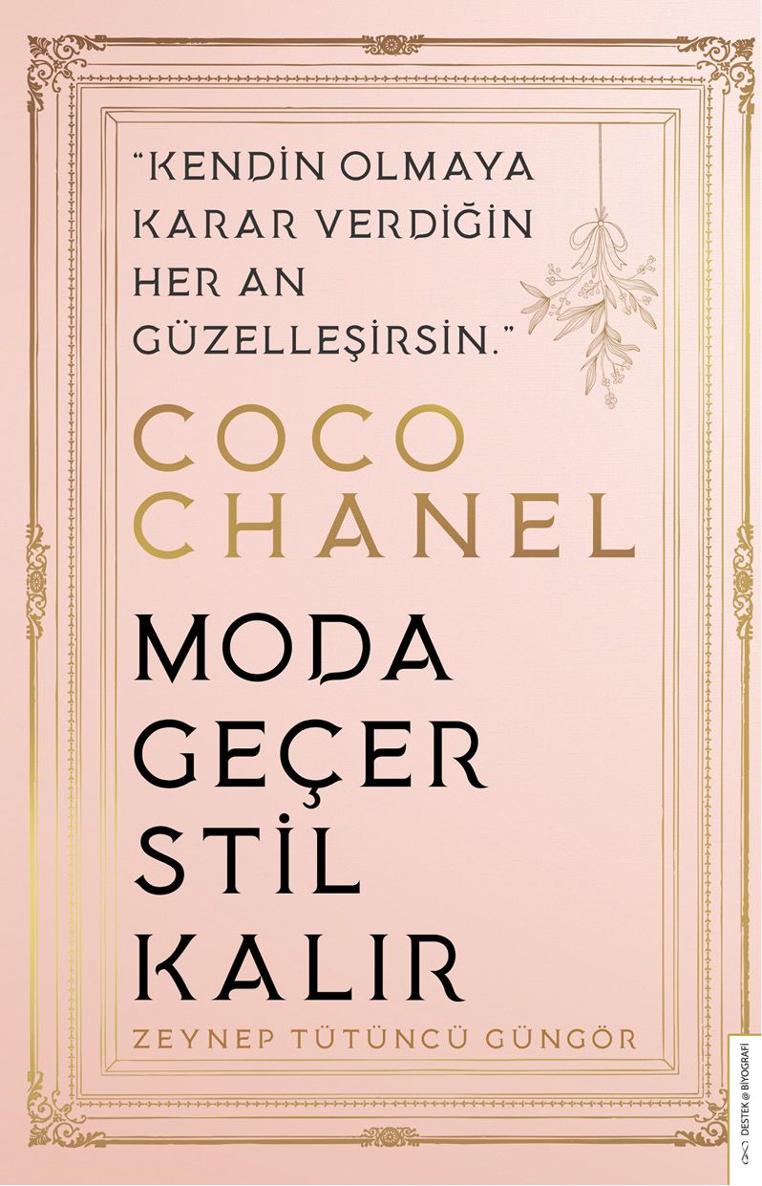 “KENDİN OLMAYA
KARAR VERDİĞİN
HER AN
GÜZELLEŞİRSİN.”
COCO
CHANEL
MODA
GEÇER
STİL
KALIR
ZEYNEP TÜTÜNCÜ GÜNGÖR
DESTEK @ BİYOGRAFİ